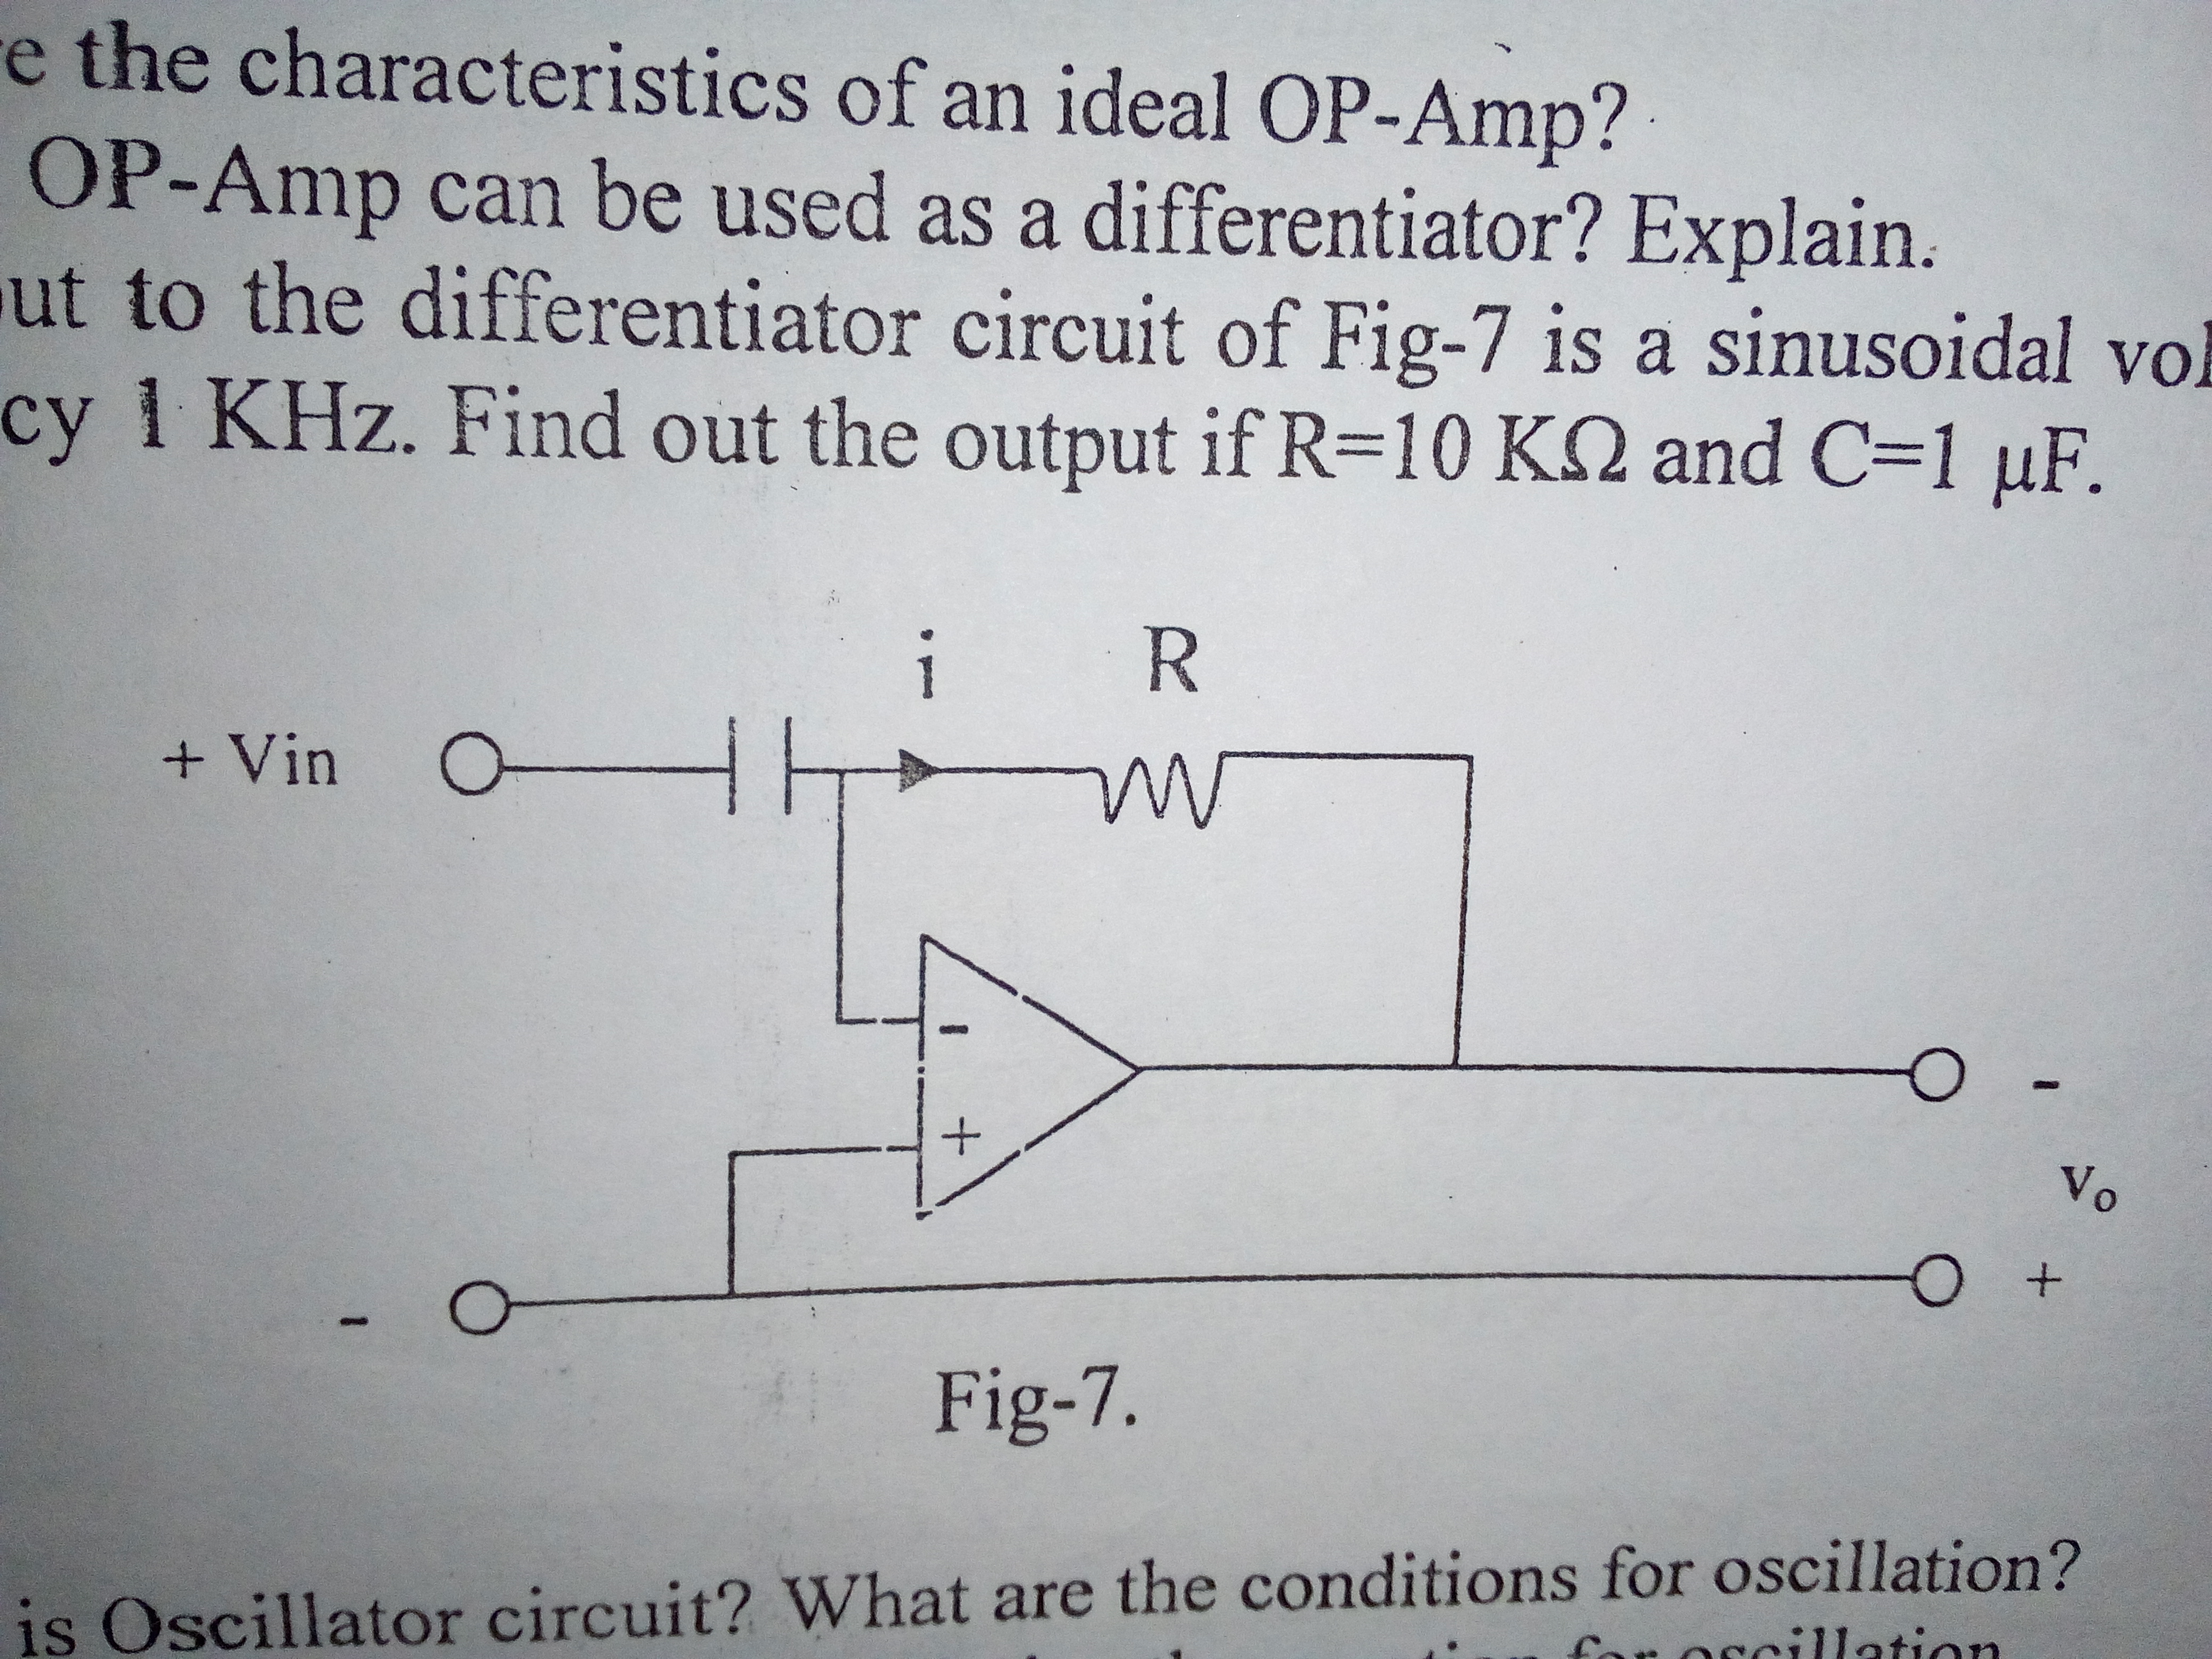 e the characteristics of an ideal OP-Amp?
OP-Amp can be used as a differentiator? Explain.
ut to the differentiator circuit of Fig-7 is a sinusoidal vol
cy 1 KHz. Find out the output if R=10 KΩ and C=1 μF.
i R
+ Vin
-
+
-
vo
- +
Fig-7.
is Oscillator circuit? What are the conditions for oscillation?
for oscillation